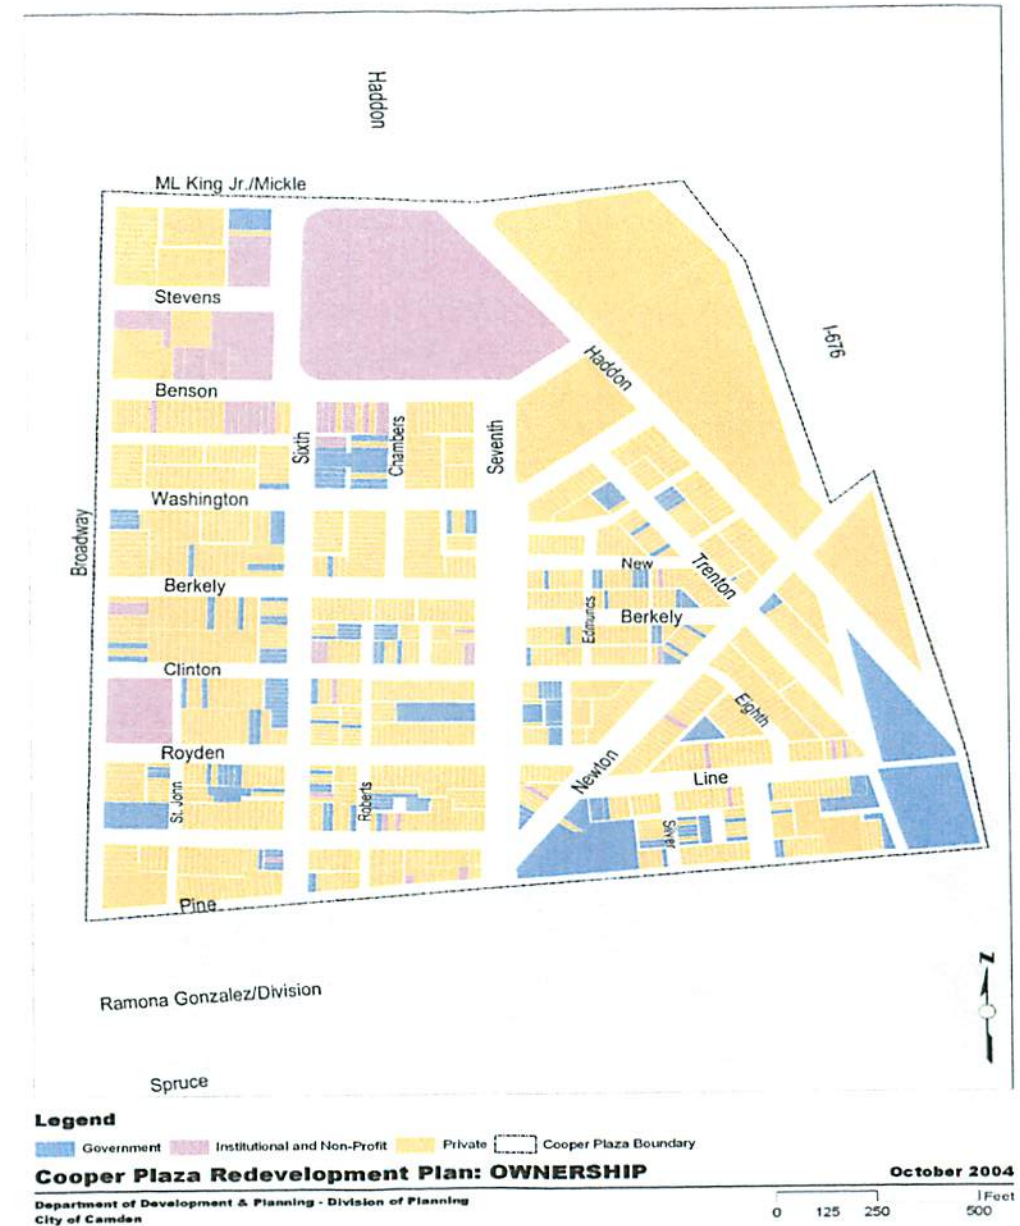 Haddon
ML King Jr./Mickle
Stevens
I-676
Haddon
Benson
Sixth
Chambers
Seventh
Washington
Broadway
New
Trenton
Berkely
Edmunds
Berkely
Clinton
Eighth
Royden
Newton
Line
St. John
Roberts
Silver
Pine
N
Ramona Gonzalez/Division
Spruce
Legend
Government Institutional and Non-Profit Private Cooper Plaza Boundary
Cooper Plaza Redevelopment Plan: OWNERSHIP October 2004
Department of Development & Planning - Division of Planning
City of Camden
Feet
0 125 250 500